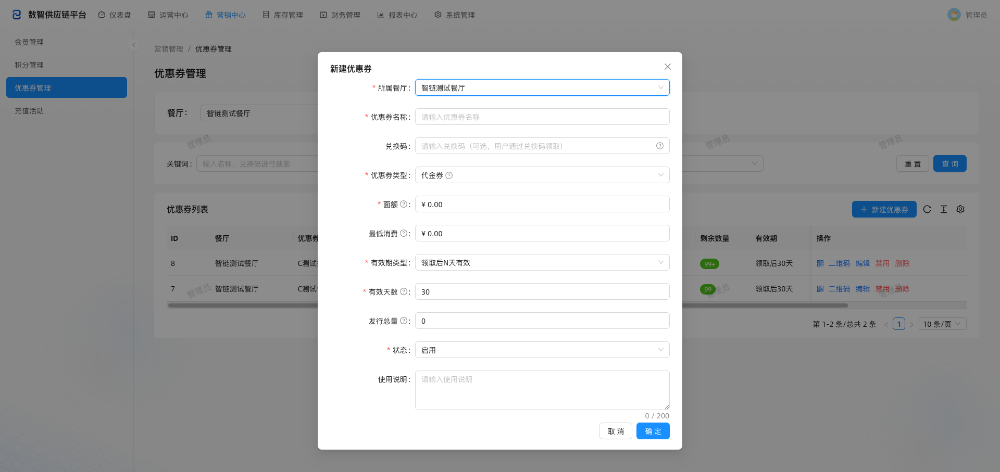 数智供应链平台 仪表盘 运营中心 营销中心 库存管理 财务管理 报表中心 系统管理 管理员
会员管理
积分管理
优惠券管理
充值活动
营销管理 / 优惠券管理
优惠券管理
餐厅： 智链测试餐厅
关键词： 输入名称、兑换码进行搜索 重 置 查 询
优惠券列表 新建优惠券
ID 餐厅 优惠券 剩余数量 有效期 操作
8 智链测试餐厅 C测试 99+ 领取后30天 二维码 编辑 禁用 删除
7 智链测试餐厅 C测试 99 领取后30天 二维码 编辑 禁用 删除
第 1-2 条/总共 2 条 1 10 条/页
新建优惠券
* 所属餐厅： 智链测试餐厅
* 优惠券名称： 请输入优惠券名称
兑换码： 请输入兑换码（可选，用户通过兑换码领取）
* 优惠券类型： 代金券
* 面额： ¥ 0.00
最低消费： ¥ 0.00
* 有效期类型： 领取后N天有效
* 有效天数： 30
发行总量： 0
* 状态： 启用
使用说明： 请输入使用说明
0 / 200
取 消 确 定
管理员
管理员
管理员
管理员
管理员
管理员